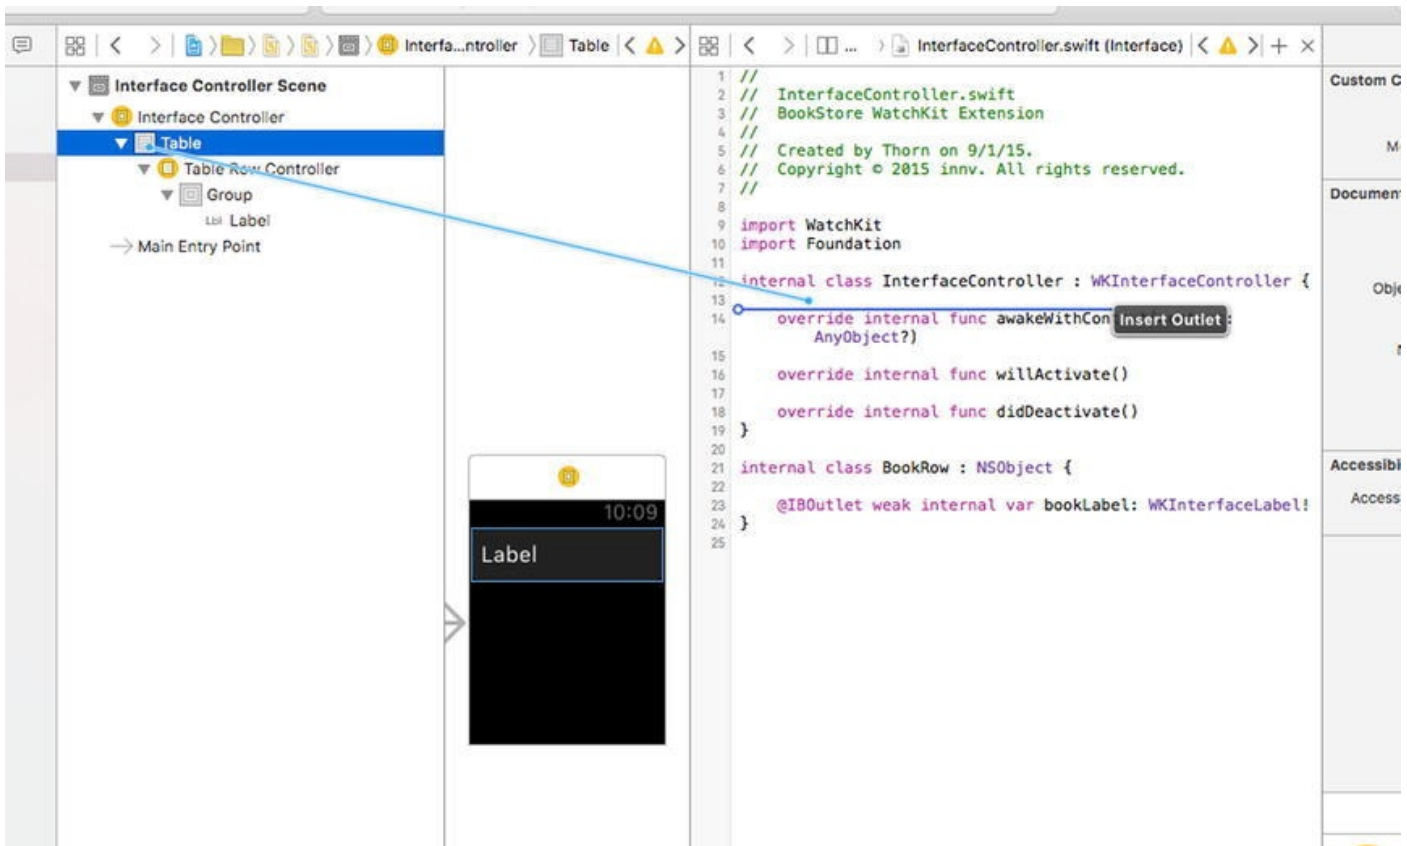 Interfa...ntroller
Table
InterfaceController.swift (Interface)
Interface Controller Scene
Interface Controller
Table
Table Row Controller
Group
Lbl Label
Main Entry Point
10:09
Label
1 //
2 // InterfaceController.swift
3 // BookStore WatchKit Extension
4 //
5 // Created by Thorn on 9/1/15.
6 // Copyright © 2015 innv. All rights reserved.
7 //
8
9 import WatchKit
10 import Foundation
11
12 internal class InterfaceController : WKInterfaceController {
13
14 override internal func awakeWithCon
Insert Outlet
:
AnyObject?)
15
16 override internal func willActivate()
17
18 override internal func didDeactivate()
19 }
20
21 internal class BookRow : NSObject {
22
23 @IBOutlet weak internal var bookLabel: WKInterfaceLabel!
24 }
25
Custom C
M
Documen
Obje
Accessibi
Access